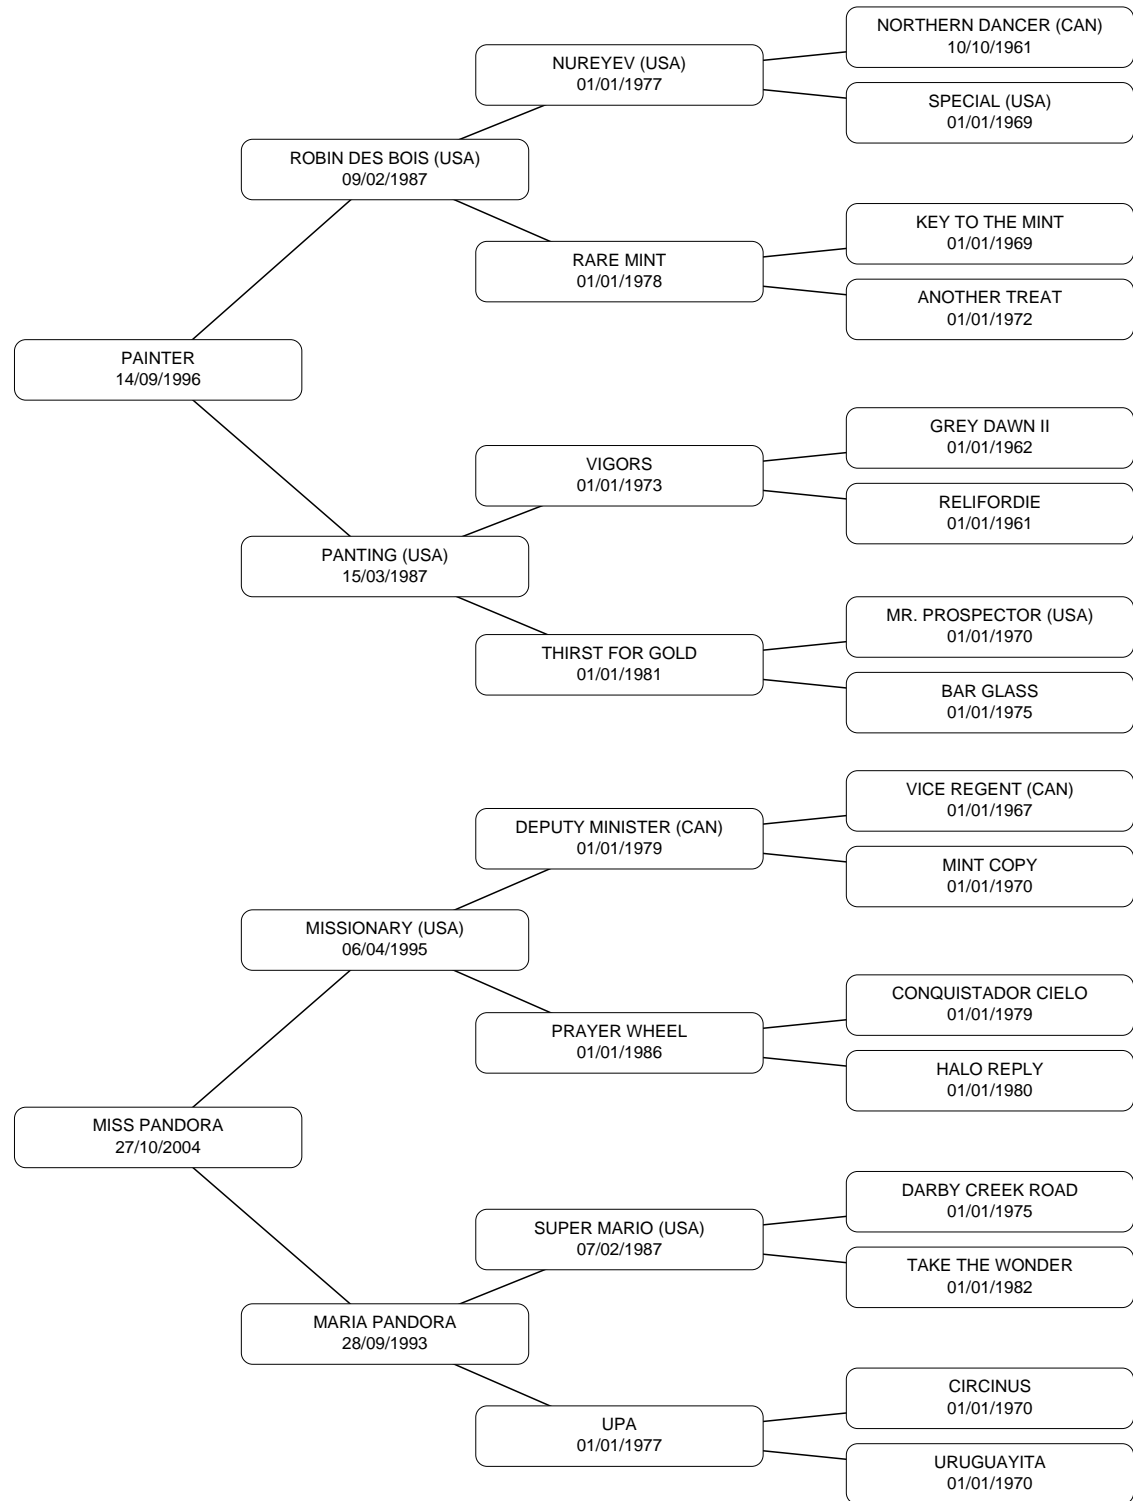 NORTHERN DANCER (CAN)
10/10/1961
NUREYEV (USA)
01/01/1977
SPECIAL (USA)
01/01/1969
ROBIN DES BOIS (USA)
09/02/1987
KEY TO THE MINT
01/01/1969
RARE MINT
01/01/1978
ANOTHER TREAT
01/01/1972
PAINTER
14/09/1996
GREY DAWN II
01/01/1962
VIGORS
01/01/1973
RELIFORDIE
01/01/1961
PANTING (USA)
15/03/1987
MR. PROSPECTOR (USA)
01/01/1970
THIRST FOR GOLD
01/01/1981
BAR GLASS
01/01/1975
VICE REGENT (CAN)
01/01/1967
DEPUTY MINISTER (CAN)
01/01/1979
MINT COPY
01/01/1970
MISSIONARY (USA)
06/04/1995
CONQUISTADOR CIELO
01/01/1979
PRAYER WHEEL
01/01/1986
HALO REPLY
01/01/1980
MISS PANDORA
27/10/2004
DARBY CREEK ROAD
01/01/1975
SUPER MARIO (USA)
07/02/1987
TAKE THE WONDER
01/01/1982
MARIA PANDORA
28/09/1993
CIRCINUS
01/01/1970
UPA
01/01/1977
URUGUAYITA
01/01/1970